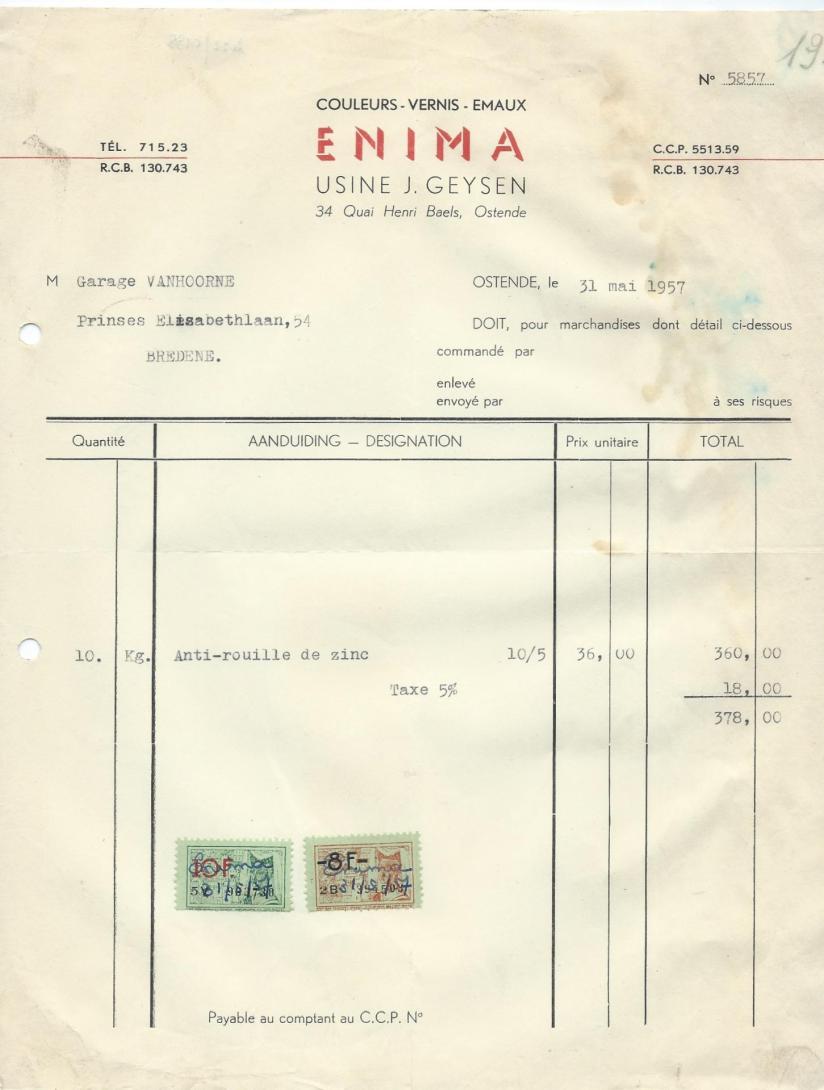 Nº 5857
COULEURS - VERNIS - EMAUX
ENIMA
USINE J. GEYSEN
34 Quai Henri Baels, Ostende
TÉL. 715.23
R.C.B. 130.743
C.C.P. 5513.59
R.C.B. 130.743
M Garage VANHOORNE
Prinses Elisabethlaan, 54
BREDENE.
OSTENDE, le 31 mai 1957
DOIT, pour marchandises dont détail ci-dessous
commandé par
enlevé
envoyé par à ses risques
Quantité AANDUIDING — DESIGNATION Prix unitaire TOTAL
10. Kg. Anti-rouille de zinc 10/5 36, 00 360, 00
Taxe 5% 18, 00
378, 00
10F. -8F-
Payable au comptant au C.C.P. Nº